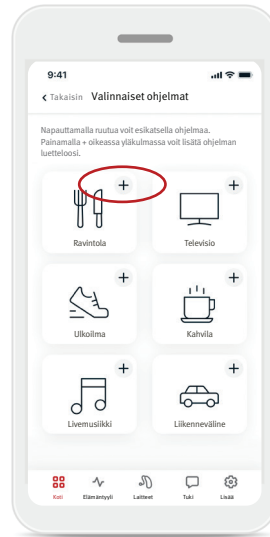 9:41
Takaisin Valinnaiset ohjelmat
Napauttamalla ruutua voit esikatsella ohjelmaa.
Painamalla + oikeassa yläkulmassa voit lisätä ohjelman
luetteloosi.
Ravintola Televisio
Ulkoilma Kahvila
Livemusiikki Liikenneväline
Koti Elämäntyyli Laitteet Tuki Lisää